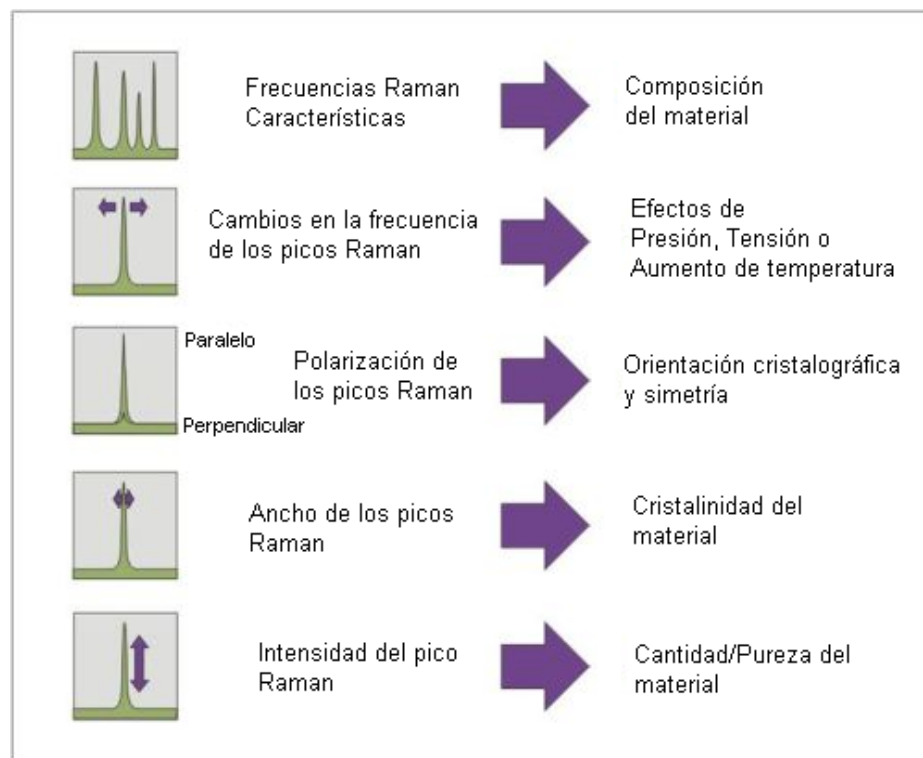 Frecuencias Raman
Características
Composición
del material
Cambios en la frecuencia
de los picos Raman
Efectos de
Presión, Tensión o
Aumento de temperatura
Paralelo
Perpendicular
Polarización de
los picos Raman
Orientación cristalográfica
y simetría
Ancho de los picos
Raman
Cristalinidad del
material
Intensidad del pico
Raman
Cantidad/Pureza del
material